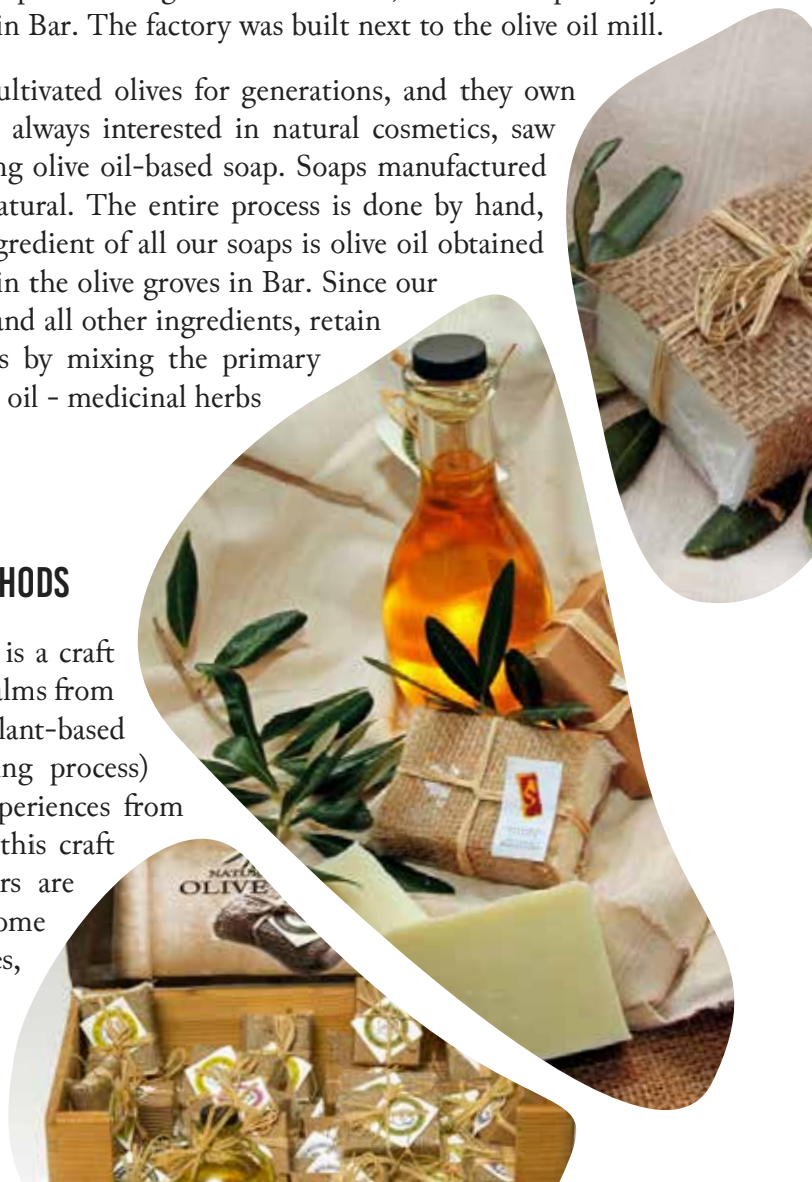 in Bar. The factory was built next to the olive oil mill.
ultivated olives for generations, and they own
always interested in natural cosmetics, saw
ng olive oil-based soap. Soaps manufactured
atural. The entire process is done by hand,
gredient of all our soaps is olive oil obtained
in the olive groves in Bar. Since our
and all other ingredients, retain
s by mixing the primary
oil - medicinal herbs
HODS
is a craft
alms from
lant-based
ing process)
periences from
this craft
rs are
ome
es,
OLIVE